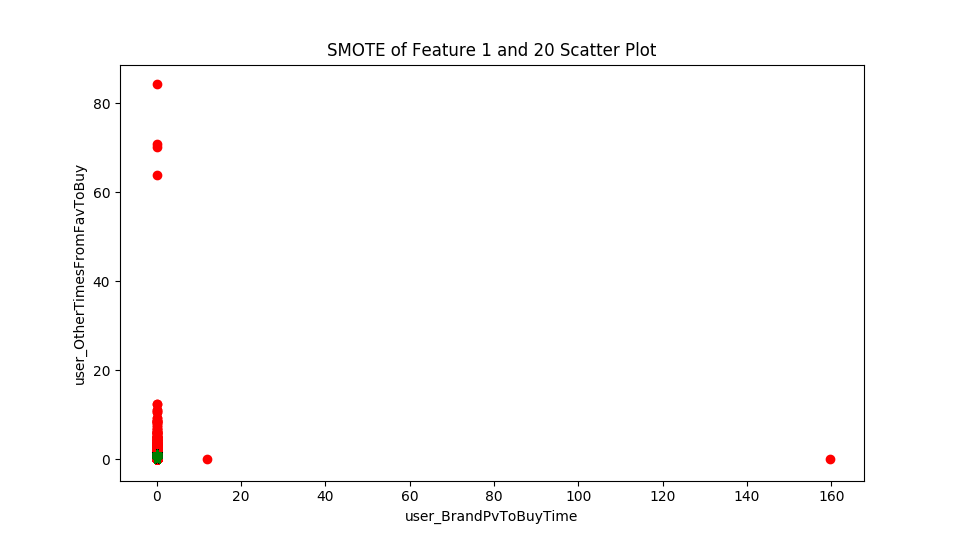 SMOTE of Feature 1 and 20 Scatter Plot
user_OtherTimesFromFavToBuy
80
60
40
20
0
0 20 40 60 80 100 120 140 160
user_BrandPvToBuyTime